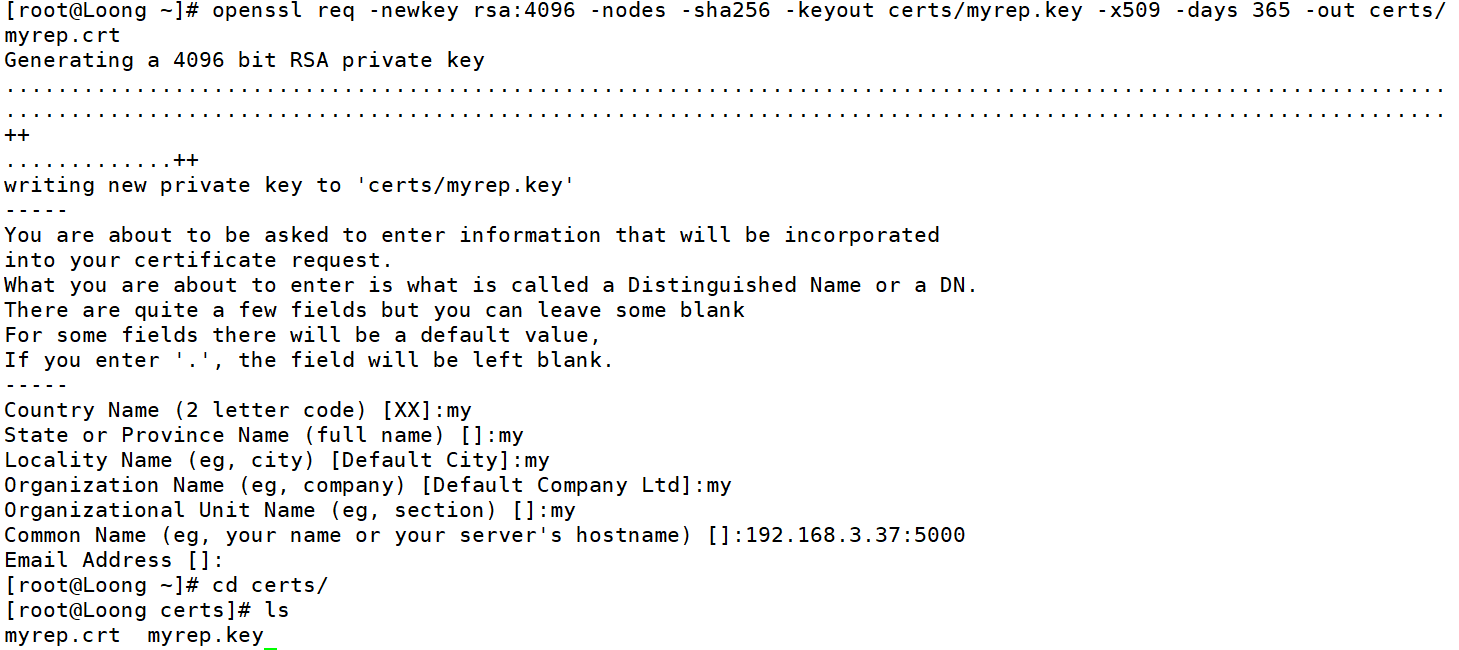 [root@Loong ~]# openssl req -newkey rsa:4096 -nodes -sha256 -keyout certs/myrep.key -x509 -days 365 -out certs/
myrep.crt
Generating a 4096 bit RSA private key
...............................................................................................................
...............................................................................................................
++
.............++
writing new private key to 'certs/myrep.key'
-----
You are about to be asked to enter information that will be incorporated
into your certificate request.
What you are about to enter is what is called a Distinguished Name or a DN.
There are quite a few fields but you can leave some blank
For some fields there will be a default value,
If you enter '.', the field will be left blank.
-----
Country Name (2 letter code) [XX]:my
State or Province Name (full name) []:my
Locality Name (eg, city) [Default City]:my
Organization Name (eg, company) [Default Company Ltd]:my
Organizational Unit Name (eg, section) []:my
Common Name (eg, your name or your server's hostname) []:192.168.3.37:5000
Email Address []:
[root@Loong ~]# cd certs/
[root@Loong certs]# ls
myrep.crt  myrep.key